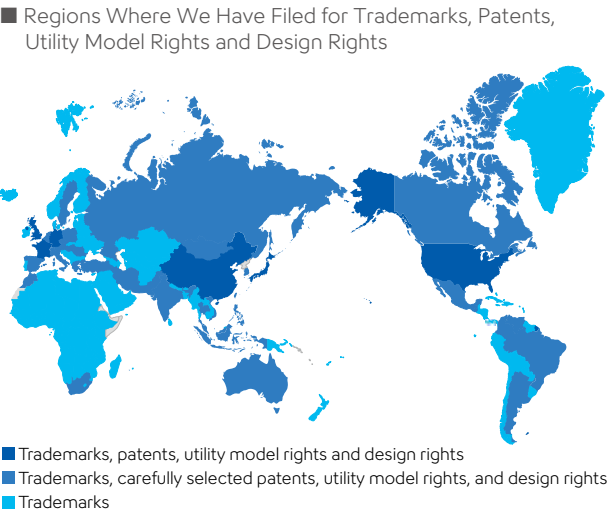 Regions Where We Have Filed for Trademarks, Patents,
Utility Model Rights and Design Rights
Trademarks, patents, utility model rights and design rights
Trademarks, carefully selected patents, utility model rights, and design rights
Trademarks